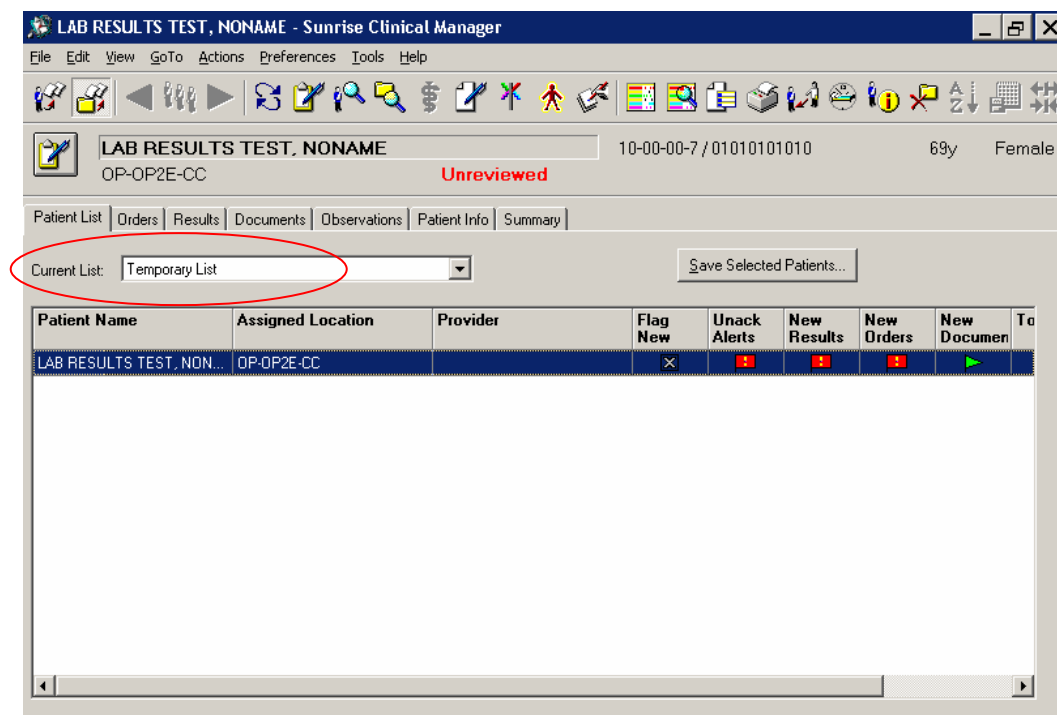 LAB RESULTS TEST, NONAME - Sunrise Clinical Manager
File Edit View GoTo Actions Preferences Tools Help
LAB RESULTS TEST, NONAME 10-00-00-7 / 01010101010 69y Female
OP-OP2E-CC Unreviewed
Patient List Orders Results Documents Observations Patient Info Summary
Current List: Temporary List Save Selected Patients...
Patient Name Assigned Location Provider Flag Unack New New New To
New Alerts Results Orders Documen
LAB RESULTS TEST, NON... OP-OP2E-CC